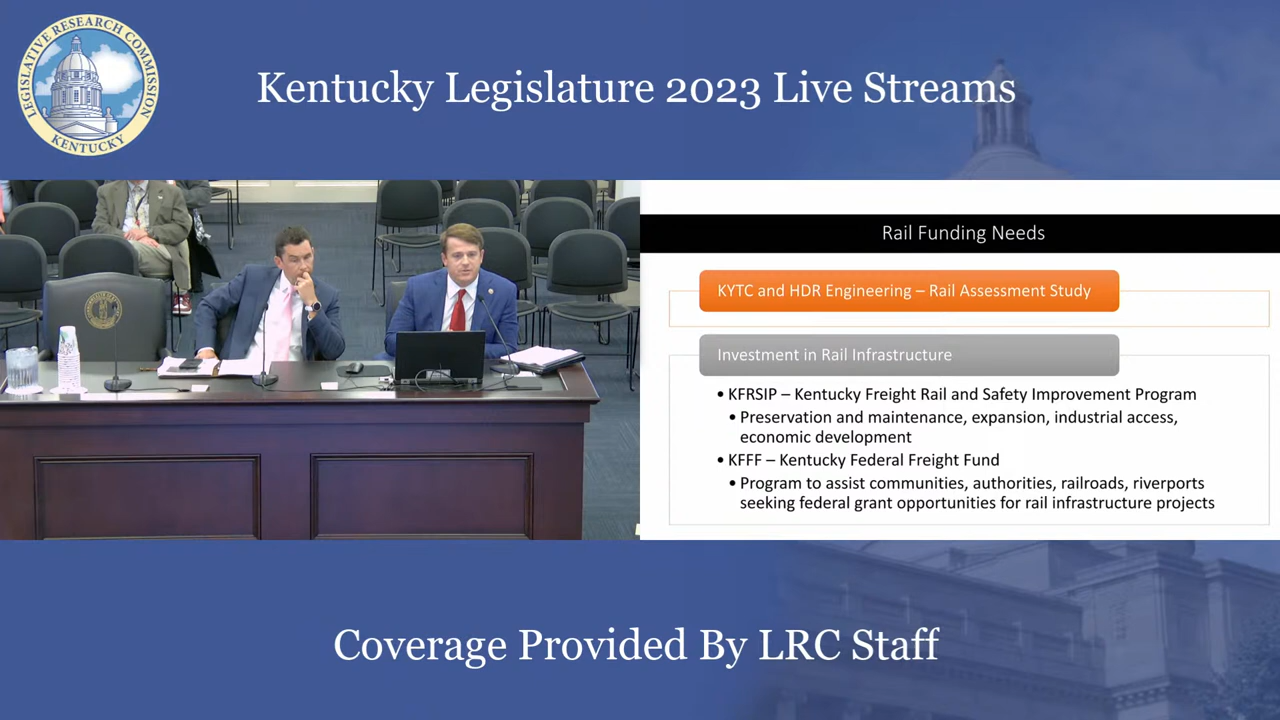 LEGISLATIVE RESEARCH COMMISSION
KENTUCKY
Kentucky Legislature 2023 Live Streams
Rail Funding Needs
KYTC and HDR Engineering – Rail Assessment Study
Investment in Rail Infrastructure
• KFRSIP – Kentucky Freight Rail and Safety Improvement Program
• Preservation and maintenance, expansion, industrial access,
economic development
• KFFF – Kentucky Federal Freight Fund
• Program to assist communities, authorities, railroads, riverports
seeking federal grant opportunities for rail infrastructure projects
Coverage Provided By LRC Staff